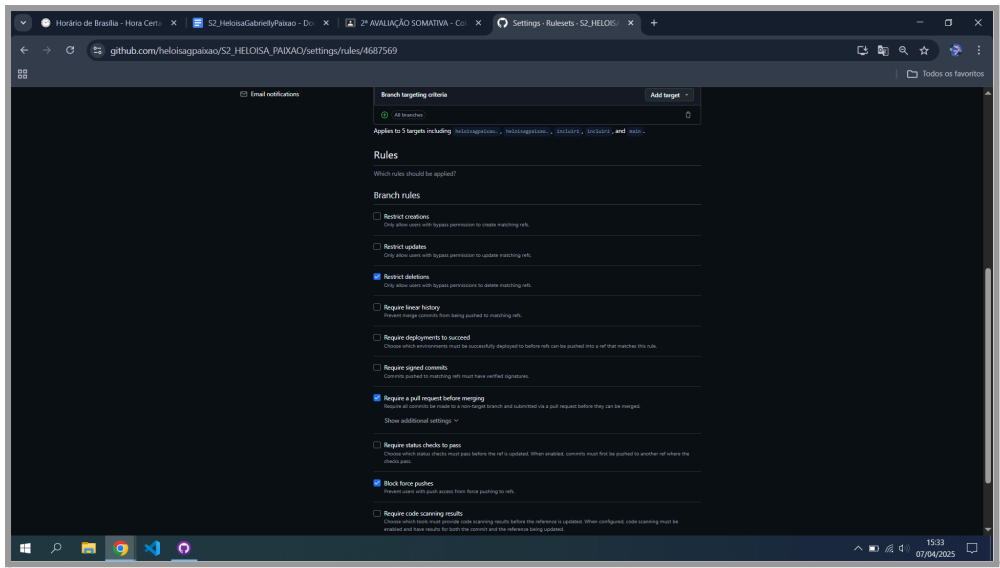 Horário de Brasília - Hora Certa
S2_HeloisaGabriellyPaixao - Do
2ª AVALIAÇÃO SOMATIVA - Co
Settings · Rulesets · S2_HELOIS
github.com/heloisagpaixao/S2_HELOISA_PAIXAO/settings/rules/4687569
Todos os favoritos
Email notifications
Branch targeting criteria
Add target
All branches
Applies to 5 targets including heloisagpaixao…, heloisagpaixao…, incluiri, incluiri, and main.
Rules
Which rules should be applied?
Branch rules
Restrict creations
Only allow users with bypass permission to create matching refs.
Restrict updates
Only allow users with bypass permission to update matching refs.
Restrict deletions
Only allow users with bypass permissions to delete matching refs.
Require linear history
Prevent merge commits from being pushed to matching refs.
Require deployments to succeed
Choose which environments must be successfully deployed to before refs can be pushed into a ref that matches this rule.
Require signed commits
Commits pushed to matching refs must have verified signatures.
Require a pull request before merging
Require all commits be made to a non-target branch and submitted via a pull request before they can be merged.
Show additional settings
Require status checks to pass
Choose which status checks must pass before the ref is updated. When enabled, commits must first be pushed to another ref where the
checks pass.
Block force pushes
Prevent users with push access from force pushing to refs.
Require code scanning results
Choose which tools must provide code scanning results before the reference is updated. When configured, code scanning must be
enabled and have results for both the commit and the reference being updated.
15:33
07/04/2025